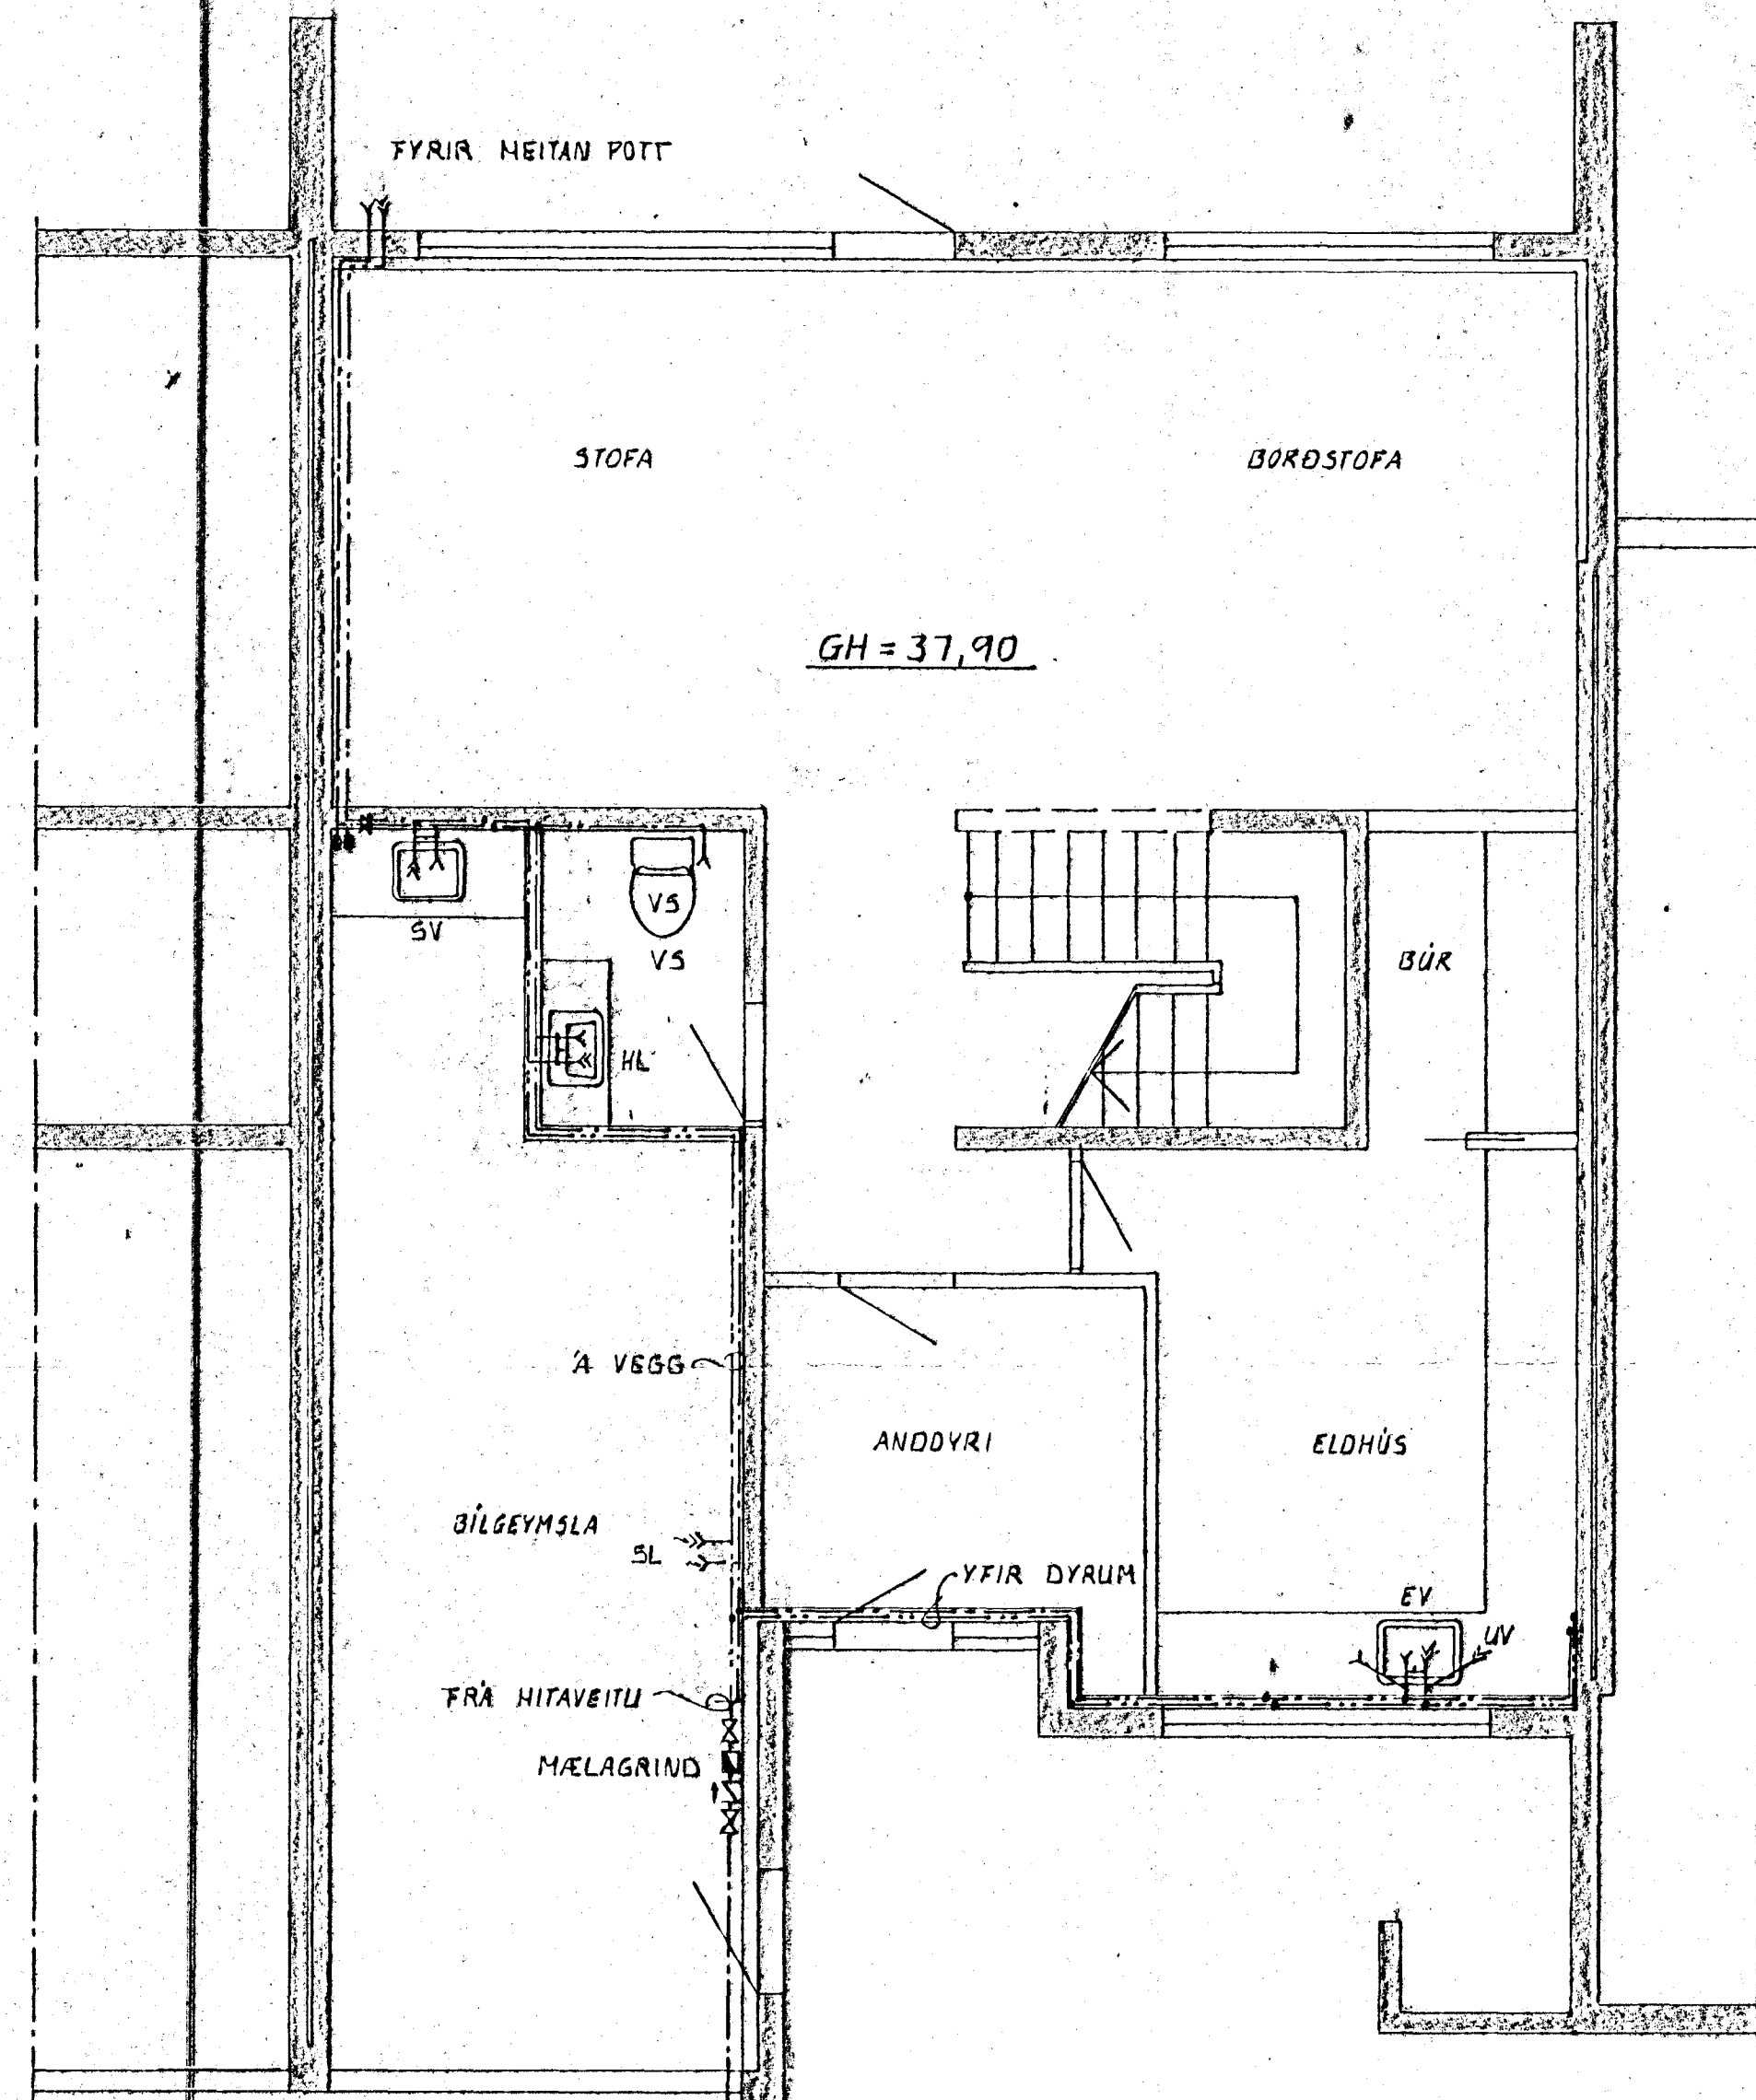 FYRIR HEITAN POTT
STOFA
BORÐSTOFA
GH = 37,90
SV
VS
VS
BÚR
HL
Á VEGG
ANDDYRI
ELDHÚS
BÍLGEYMSLA
SL
YFIR DYRUM
EV
UV
FRÁ HITAVEITU
MÆLAGRIND